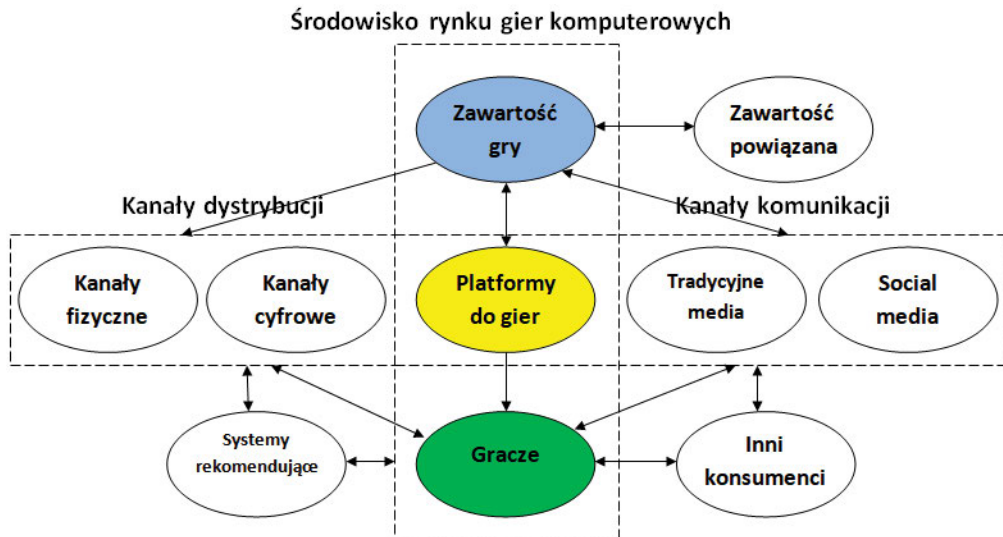 Środowisko rynku gier komputerowych
Zawartość
gry
Zawartość
powiązana
Kanały dystrybucji
Kanały komunikacji
Kanały
fizyczne
Kanały
cyfrowe
Platformy
do gier
Tradycyjne
media
Social
media
Systemy
rekomendujące
Gracze
Inni
konsumenci